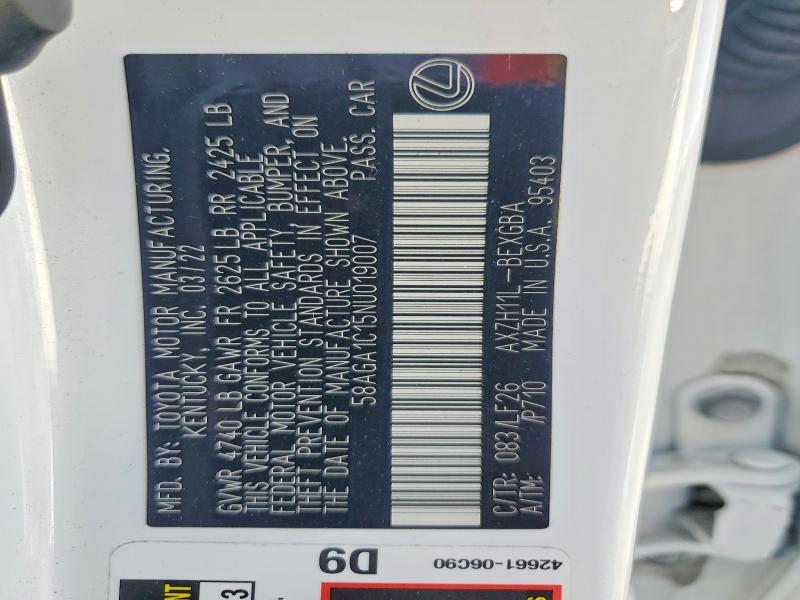 MFD. BY: TOYOTA MOTOR MANUFACTURING,
KENTUCKY, INC. 03/22
GVWR 4740 LB GAWR FR 2625 LB RR 2425 LB
THIS VEHICLE CONFORMS TO ALL APPLICABLE
FEDERAL MOTOR VEHICLE SAFETY, BUMPER, AND
THEFT PREVENTION STANDARDS IN EFFECT ON
THE DATE OF MANUFACTURE SHOWN ABOVE.
58AGA1C15NU019007 PASS. CAR
C/TR: 083/LF26 AXZH11L-BEXGBA
A/TM: /P710 MADE IN U.S.A. 95403
D9
42661-06C90
3